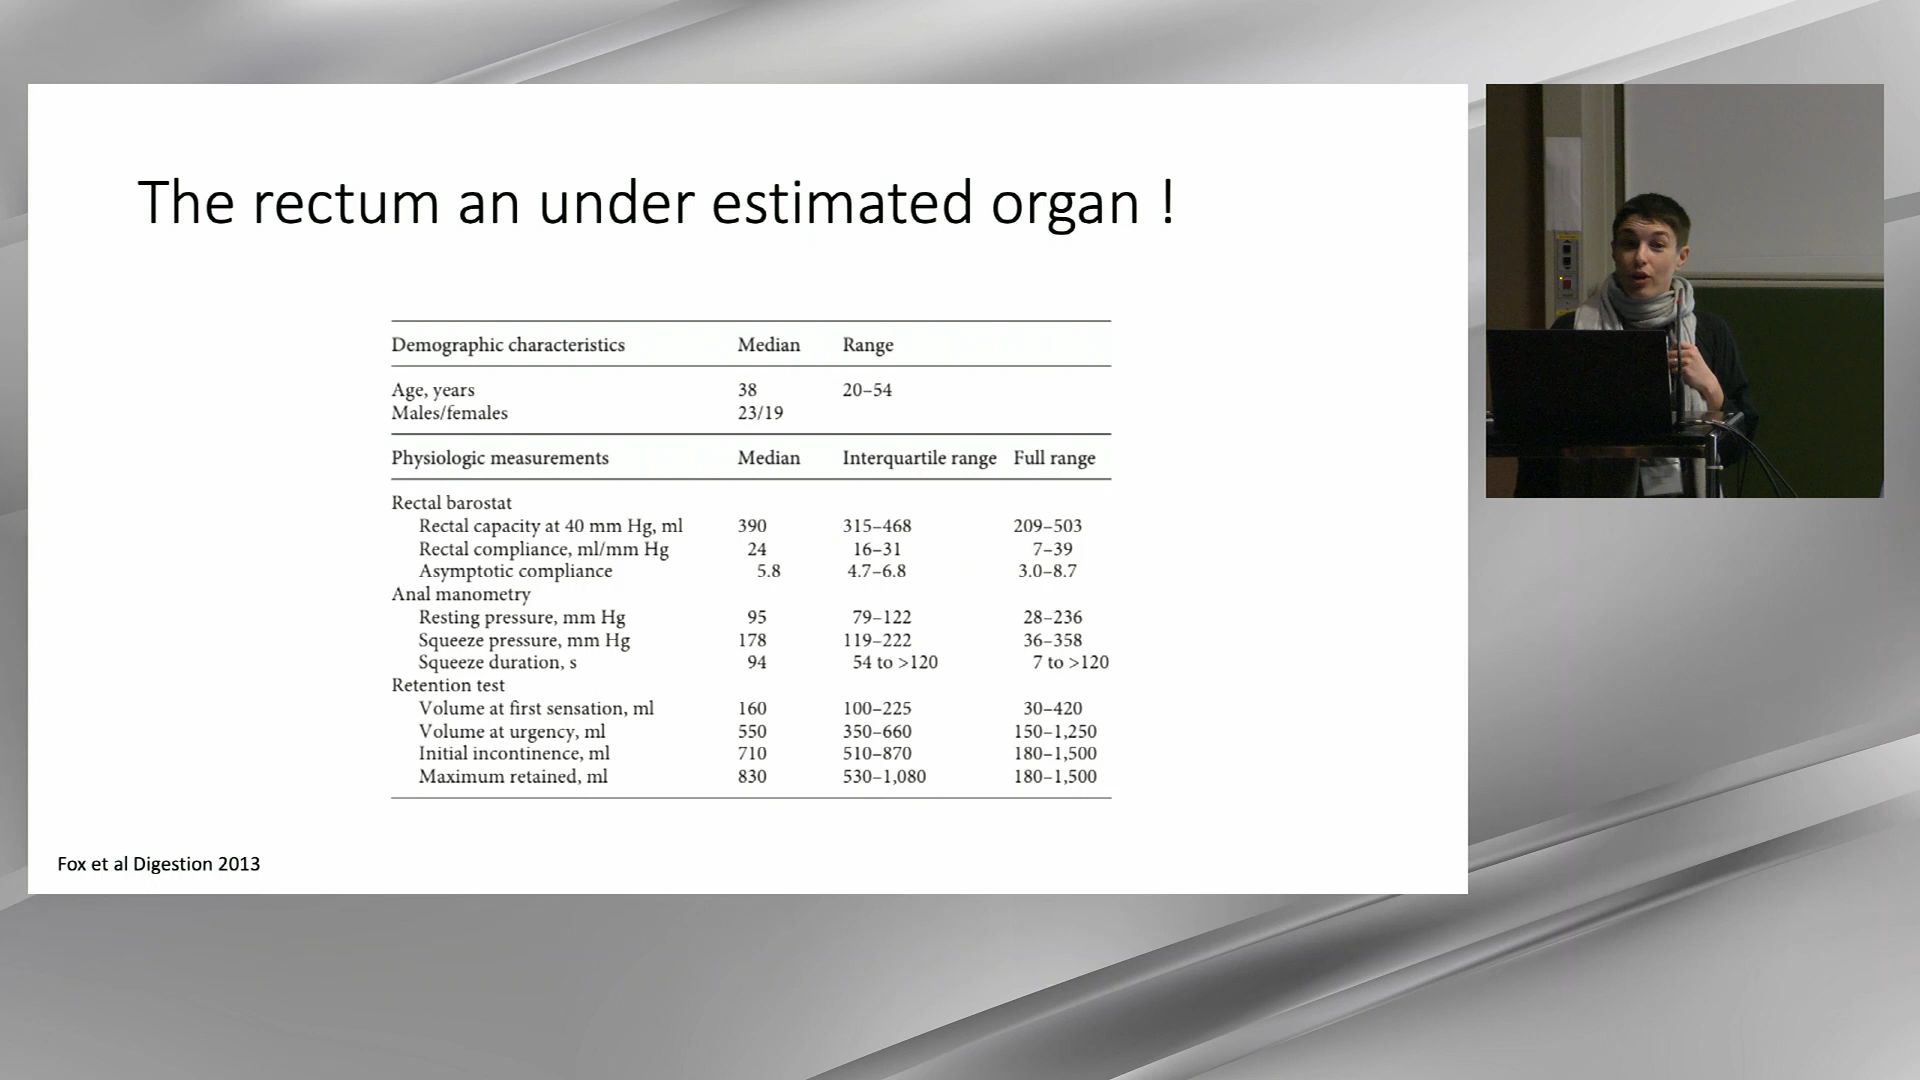 The rectum an under estimated organ !
Demographic characteristics Median Range
Age, years 38 20–54
Males/females 23/19
Physiologic measurements Median Interquartile range Full range
Rectal barostat
Rectal capacity at 40 mm Hg, ml 390 315–468 209–503
Rectal compliance, ml/mm Hg 24 16–31 7–39
Asymptotic compliance 5.8 4.7–6.8 3.0–8.7
Anal manometry
Resting pressure, mm Hg 95 79–122 28–236
Squeeze pressure, mm Hg 178 119–222 36–358
Squeeze duration, s 94 54 to >120 7 to >120
Retention test
Volume at first sensation, ml 160 100–225 30–420
Volume at urgency, ml 550 350–660 150–1,250
Initial incontinence, ml 710 510–870 180–1,500
Maximum retained, ml 830 530–1,080 180–1,500
Fox et al Digestion 2013